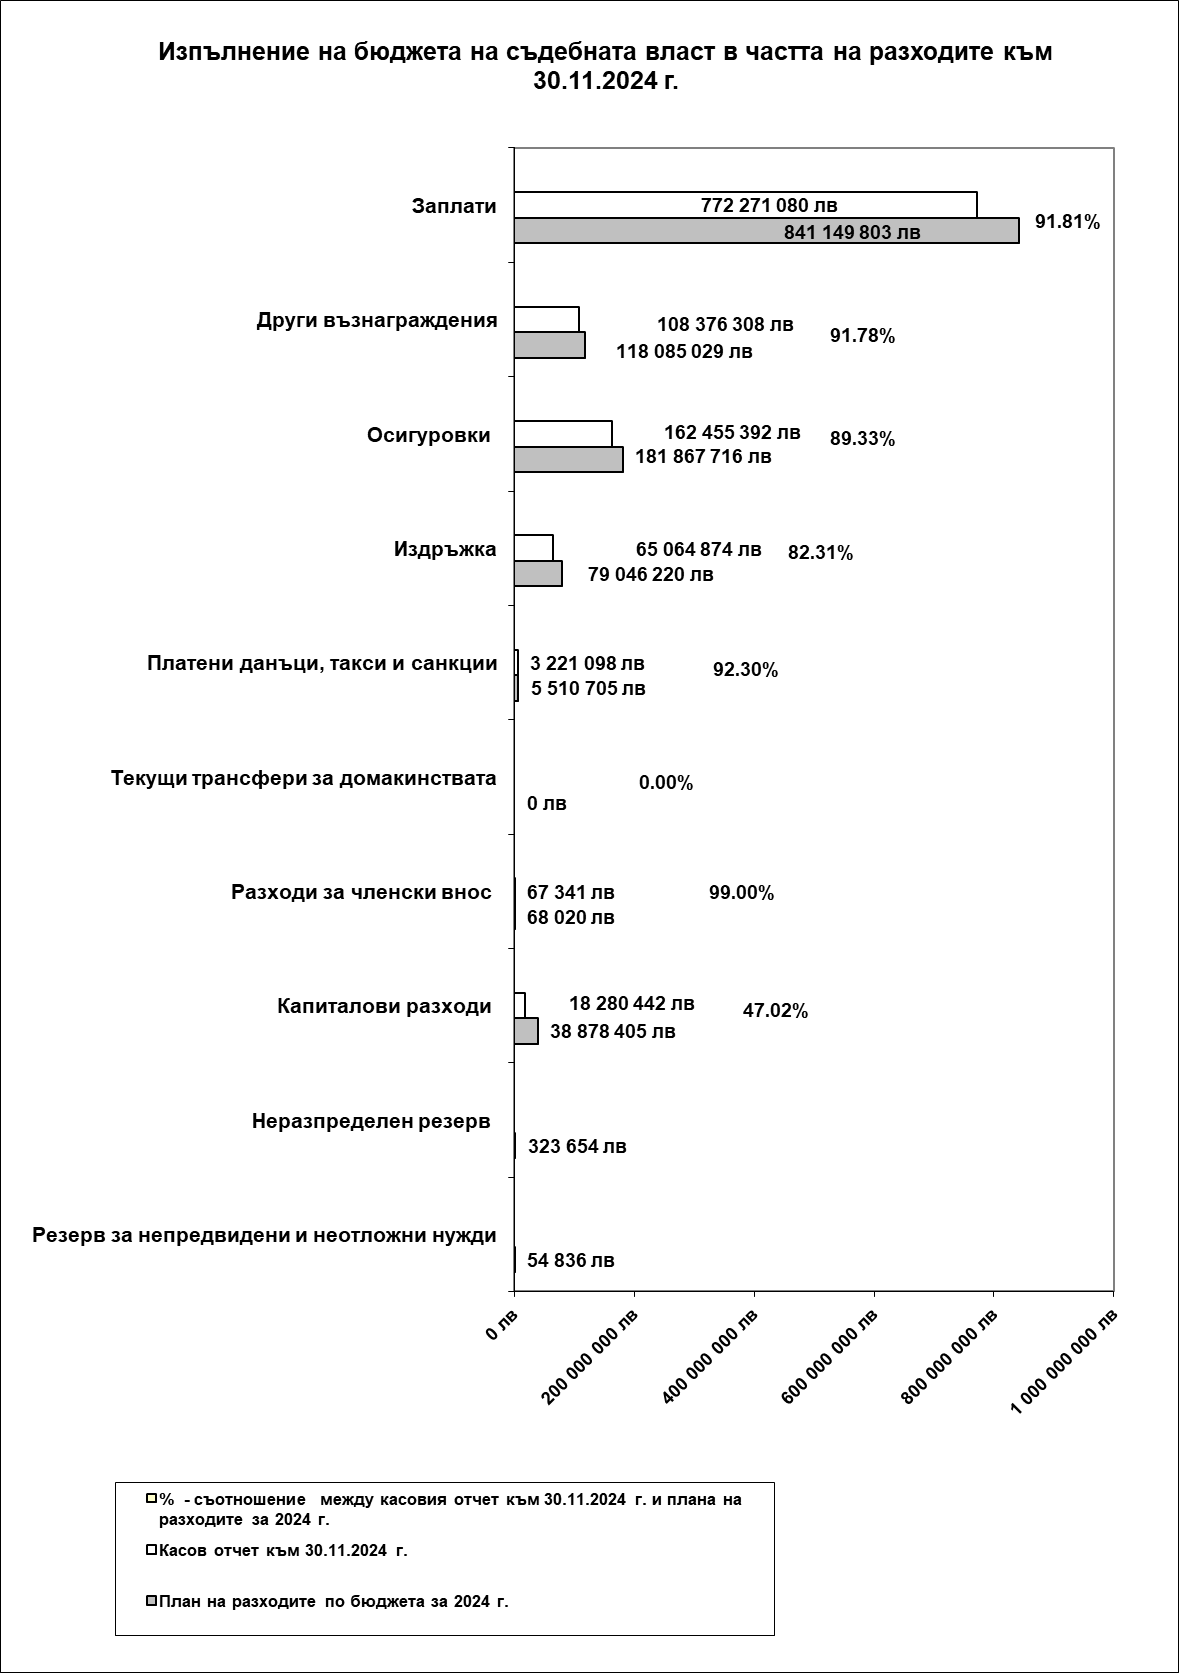 Изпълнение на бюджета на съдебната власт в частта на разходите към
30.11.2024 г.
Заплати
772 271 080 лв
841 149 803 лв
91.81%
Други възнаграждения
108 376 308 лв
118 085 029 лв
91.78%
Осигуровки
162 455 392 лв
181 867 716 лв
89.33%
Издръжка
65 064 874 лв
79 046 220 лв
82.31%
Платени данъци, такси и санкции
3 221 098 лв
5 510 705 лв
92.30%
Текущи трансфери за домакинствата
0.00%
0 лв
Разходи за членски внос
67 341 лв
68 020 лв
99.00%
Капиталови разходи
18 280 442 лв
38 878 405 лв
47.02%
Неразпределен резерв
323 654 лв
Резерв за непредвидени и неотложни нужди
54 836 лв
0 лв
200 000 000 лв
400 000 000 лв
600 000 000 лв
800 000 000 лв
1 000 000 000 лв
% - съотношение между касовия отчет към 30.11.2024 г. и плана на
разходите за 2024 г.
Касов отчет към 30.11.2024 г.
План на разходите по бюджета за 2024 г.